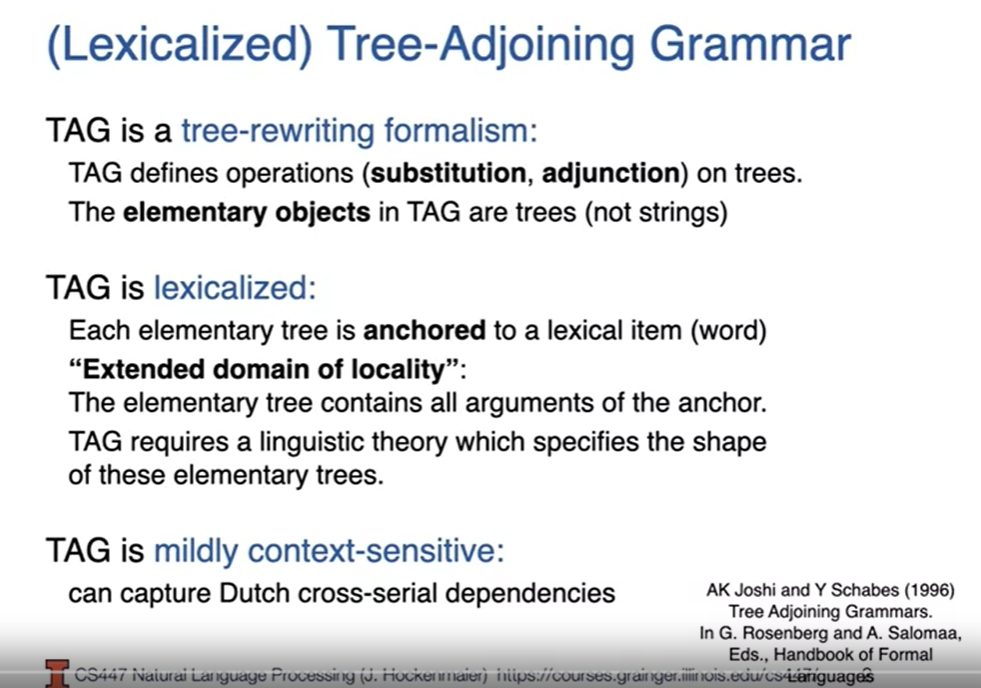 (Lexicalized) Tree-Adjoining Grammar
TAG is a tree-rewriting formalism:
TAG defines operations (substitution, adjunction) on trees.
The elementary objects in TAG are trees (not strings)
TAG is lexicalized:
Each elementary tree is anchored to a lexical item (word)
“Extended domain of locality”:
The elementary tree contains all arguments of the anchor.
TAG requires a linguistic theory which specifies the shape
of these elementary trees.
TAG is mildly context-sensitive:
can capture Dutch cross-serial dependencies
AK Joshi and Y Schabes (1996)
Tree Adjoining Grammars.
In G. Rosenberg and A. Salomaa,
Eds., Handbook of Formal
Languages
CS447 Natural Language Processing (J. Hockenmaier) https://courses.grainger.illinois.edu/cs447/